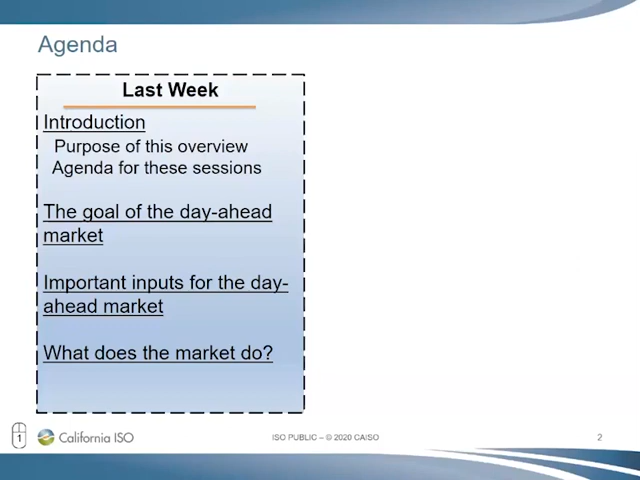 Agenda
Last Week
Introduction
Purpose of this overview
Agenda for these sessions
The goal of the day-ahead
market
Important inputs for the day-
ahead market
What does the market do?
1
California ISO
ISO PUBLIC – © 2020 CAISO
2